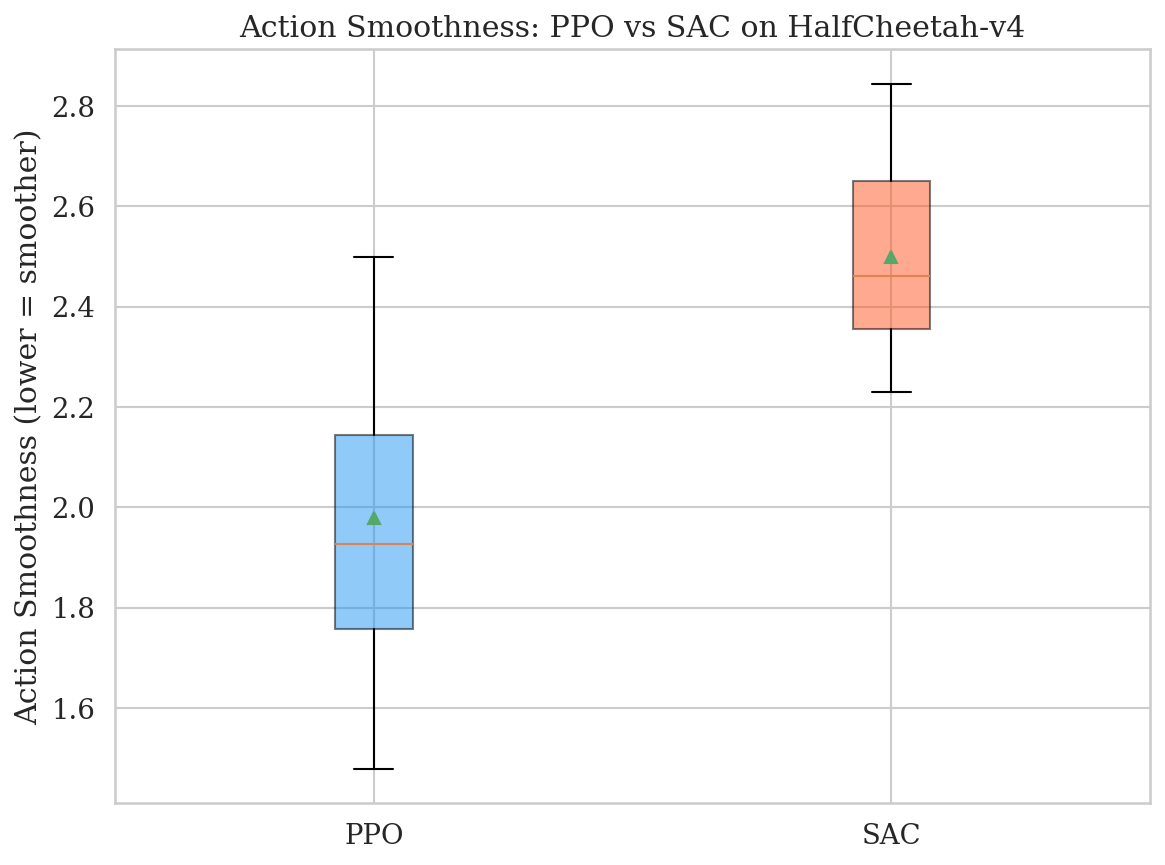 Action Smoothness: PPO vs SAC on HalfCheetah-v4
Action Smoothness (lower = smoother)
2.8
2.6
2.4
2.2
2.0
1.8
1.6
PPO
SAC